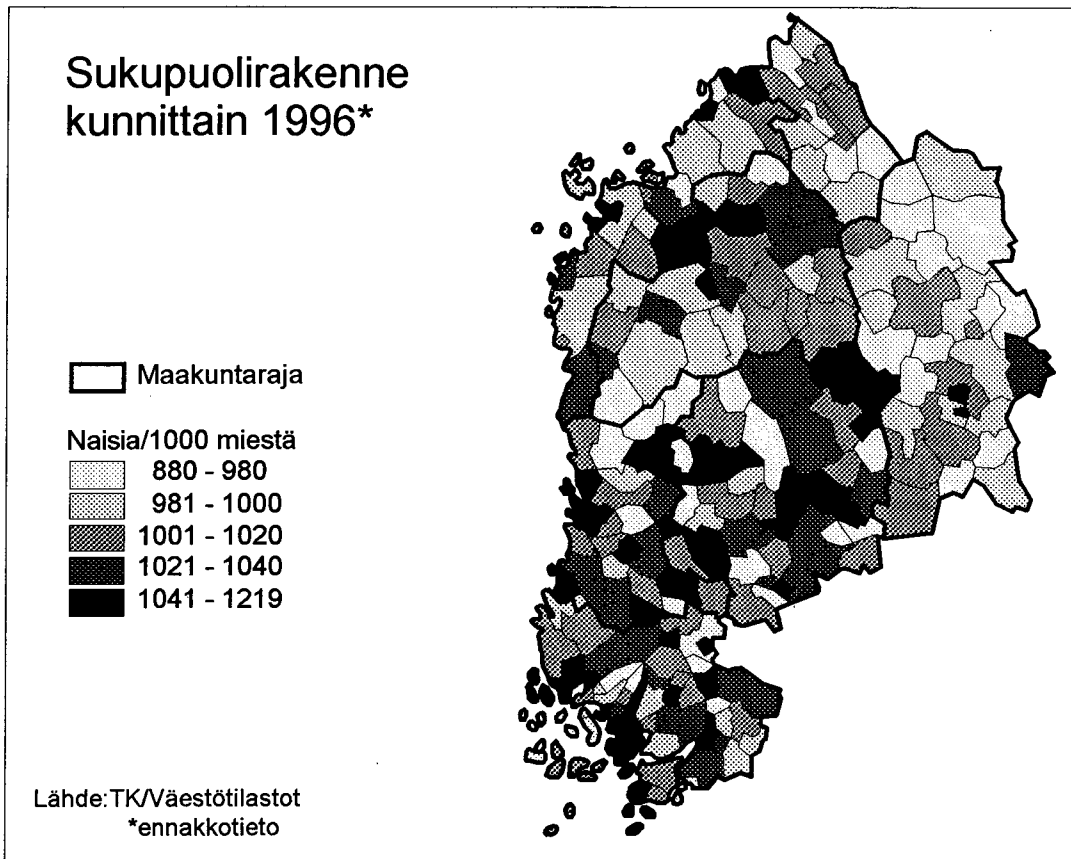 Sukupuolirakenne
kunnittain 1996*
Maakuntaraja
Naisia/1000 miestä
880 - 980
981 - 1000
1001 - 1020
1021 - 1040
1041 - 1219
Lähde:TK/Väestötilastot
*ennakkotieto